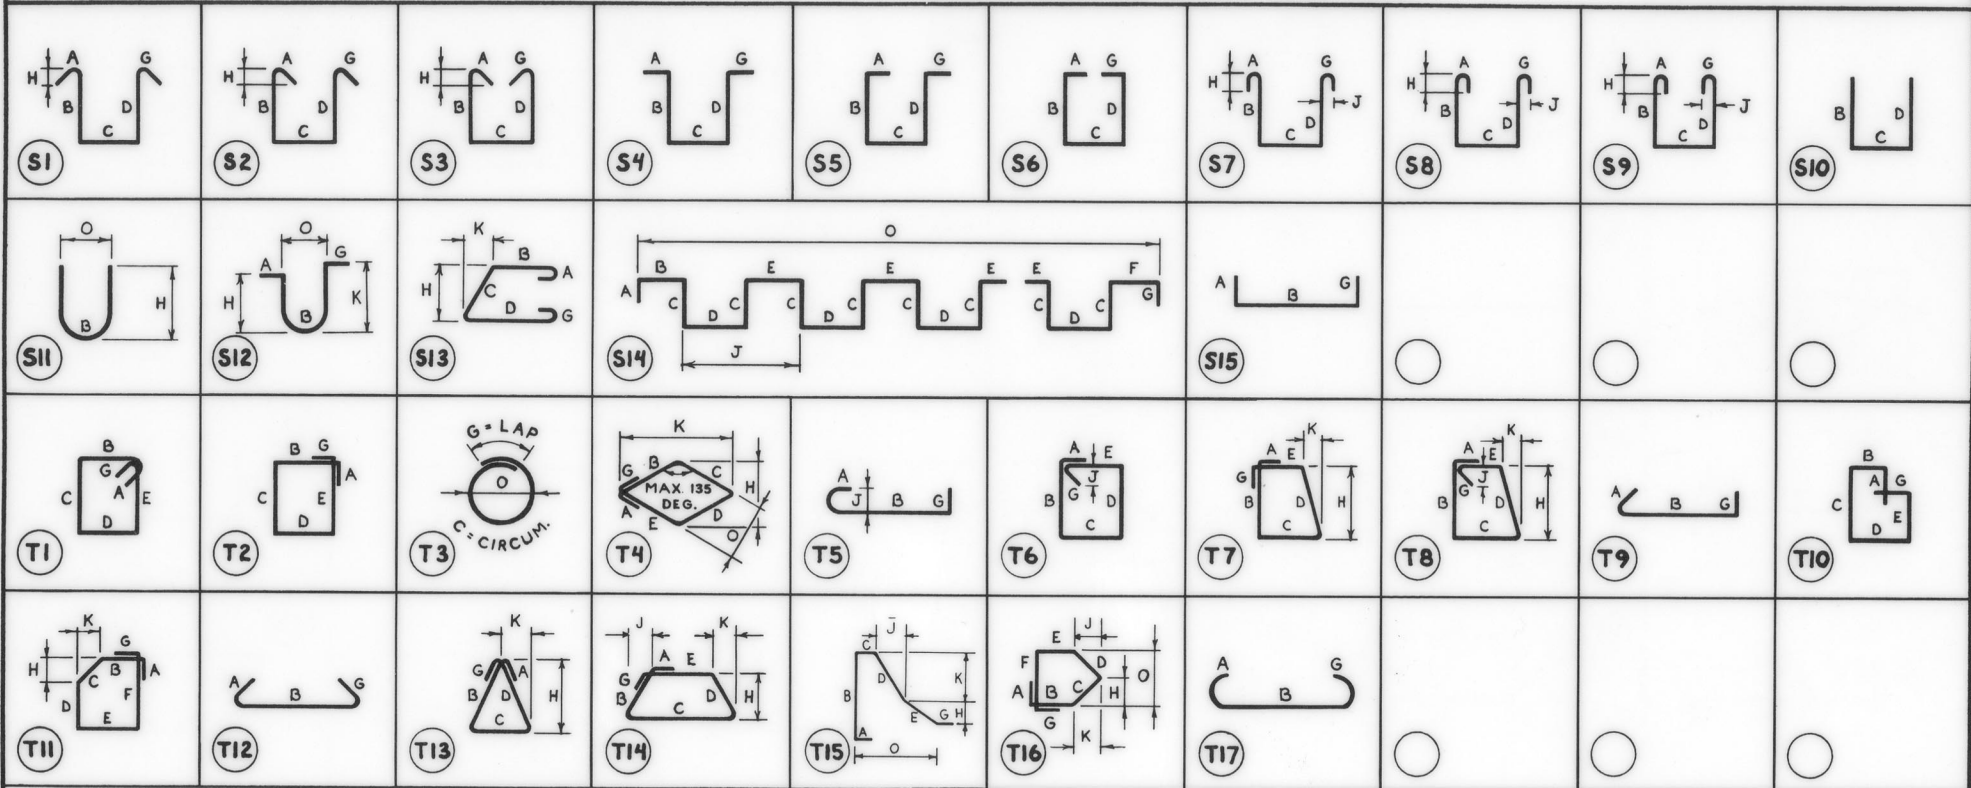 A G H B D C S1
A G H B D C S2
A G H B D C S3
A G B D C S4
A G B D C S5
A G B D C S6
A G H B J D C S7
A G H B J D C S8
A G H B J D C S9
B D C S10
O H B S11
O A G H B K S12
K B A H C D G S13
O B E E E E F A C D C C D C C D C C D C G J S14
A B G S15
B G A C E D T1
B G A C E D T2
G = LAP O C = CIRCUM. T3
K G B C H MAX. 135 DEG. A E D O T4
A J B G T5
A E J G B D C T6
K A E G D H B C T7
K A E J G B D H C T8
A B G T9
B A G C E D T10
K G H B A C D F E T11
A B G T12
K G A B D H C T13
J K A E G B D H C T14
C J D K B E G H A O T15
E J F D A B C H O G K T16
A G B T17